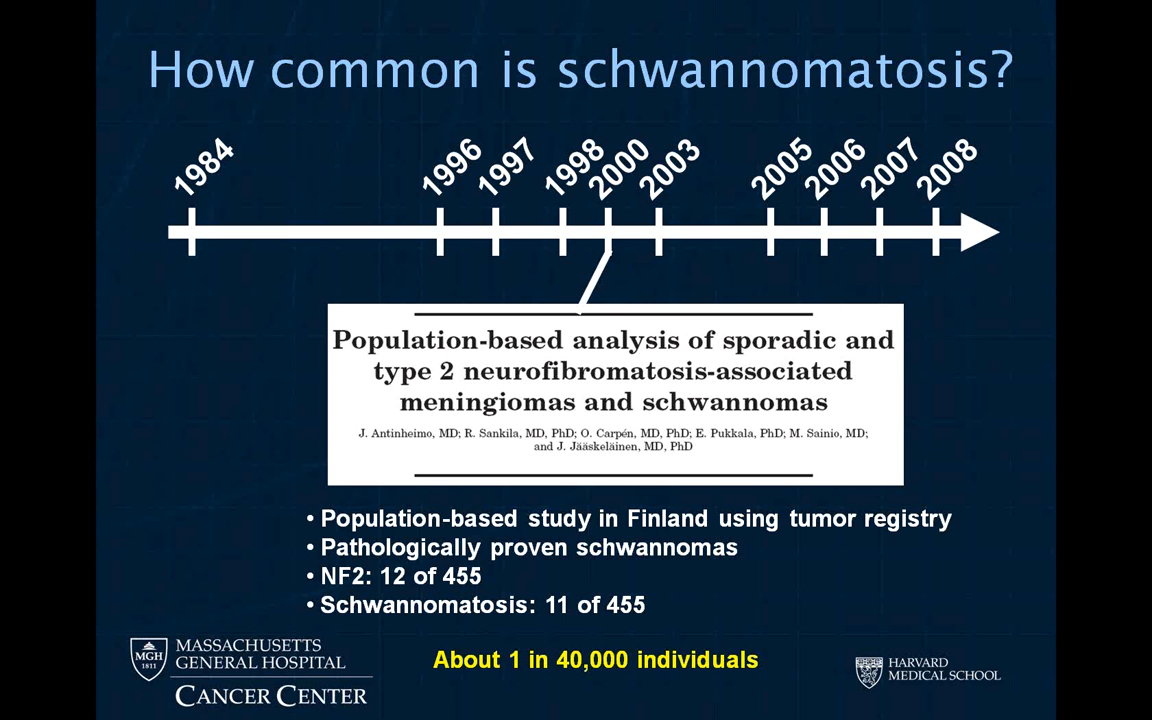 How common is schwannomatosis?
1984
1996
1997
1998
2000
2003
2005
2006
2007
2008
Population-based analysis of sporadic and
type 2 neurofibromatosis-associated
meningiomas and schwannomas
J. Antinheimo, MD; R. Sankila, MD, PhD; O. Carpén, MD, PhD; E. Pukkala, PhD; M. Sainio, MD;
and J. Jääskeläinen, MD, PhD
• Population-based study in Finland using tumor registry
• Pathologically proven schwannomas
• NF2: 12 of 455
• Schwannomatosis: 11 of 455
About 1 in 40,000 individuals
MGH
1811
MASSACHUSETTS
GENERAL HOSPITAL
CANCER CENTER
HARVARD
MEDICAL SCHOOL